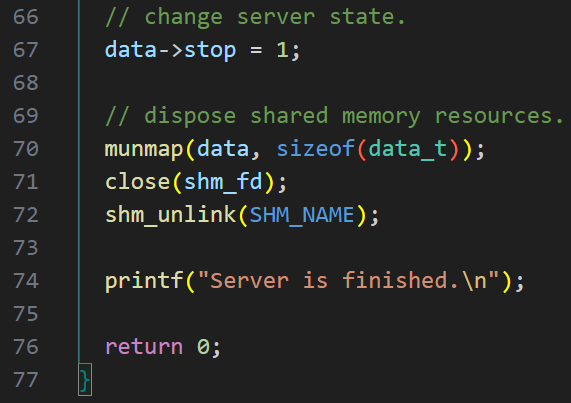 66 // change server state.
67 data->stop = 1;
68
69 // dispose shared memory resources.
70 munmap(data, sizeof(data_t));
71 close(shm_fd);
72 shm_unlink(SHM_NAME);
73
74 printf("Server is finished.\n");
75
76 return 0;
77 }